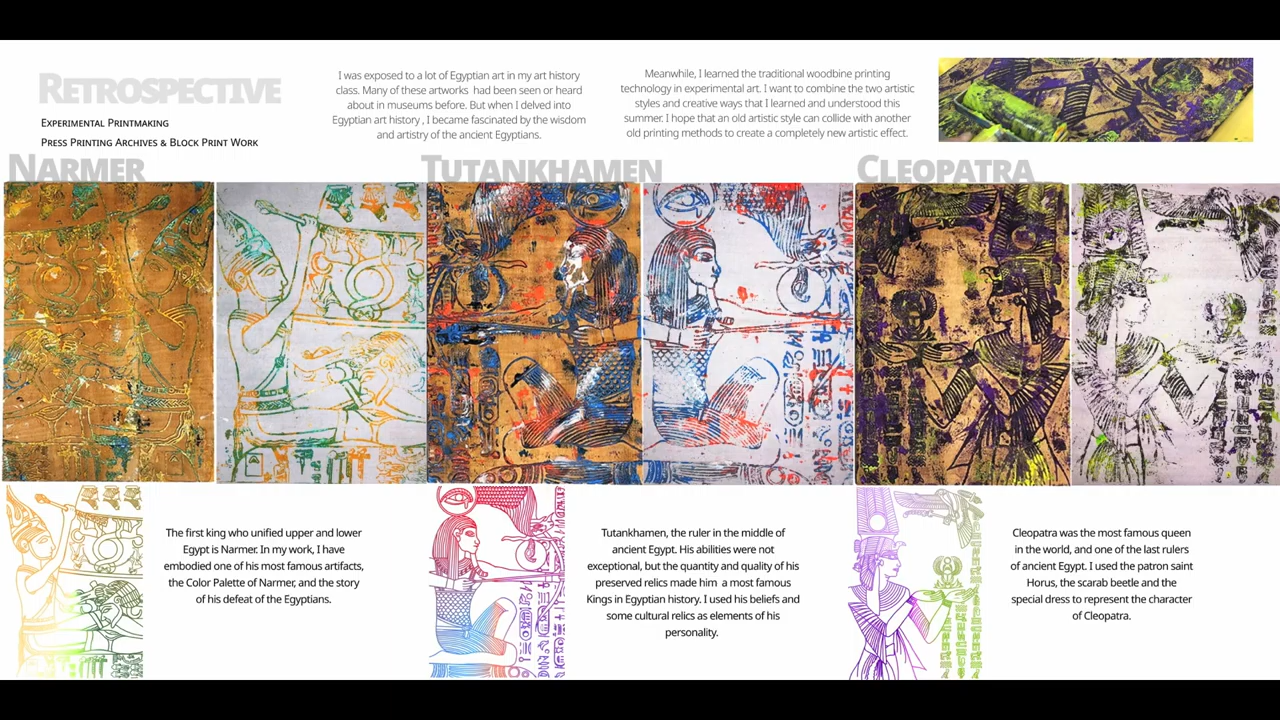 RETROSPECTIVE
EXPERIMENTAL PRINTMAKING
PRESS PRINTING ARCHIVES & BLOCK PRINT WORK
I was exposed to a lot of Egyptian art in my art history
class. Many of these artworks had been seen or heard
about in museums before. But when I delved into
Egyptian art history , I became fascinated by the wisdom
and artistry of the ancient Egyptians.
Meanwhile, I learned the traditional woodbine printing
technology in experimental art. I want to combine the two artistic
styles and creative ways that I learned and understood this
summer. I hope that an old artistic style can collide with another
old printing methods to create a completely new artistic effect.
NARMER
TUTANKHAMEN
CLEOPATRA
The first king who unified upper and lower
Egypt is Narmer. In my work, I have
embodied one of his most famous artifacts,
the Color Palette of Narmer, and the story
of his defeat of the Egyptians.
Tutankhamen, the ruler in the middle of
ancient Egypt. His abilities were not
exceptional, but the quantity and quality of his
preserved relics made him a most famous
Kings in Egyptian history. I used his beliefs and
some cultural relics as elements of his
personality.
Cleopatra was the most famous queen
in the world, and one of the last rulers
of ancient Egypt. I used the patron saint
Horus, the scarab beetle and the
special dress to represent the character
of Cleopatra.